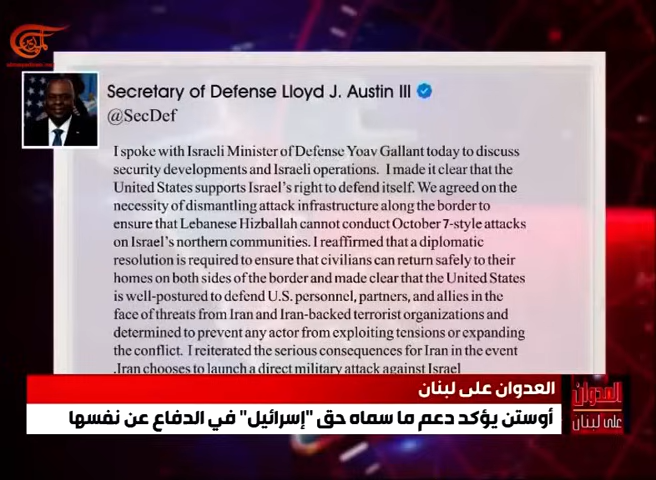 الميادين
almayadeen.net
Secretary of Defense Lloyd J. Austin III
@SecDef
I spoke with Israeli Minister of Defense Yoav Gallant today to discuss
security developments and Israeli operations. I made it clear that the
United States supports Israel's right to defend itself. We agreed on the
necessity of dismantling attack infrastructure along the border to
ensure that Lebanese Hizballah cannot conduct October 7-style attacks
on Israel's northern communities. I reaffirmed that a diplomatic
resolution is required to ensure that civilians can return safely to their
homes on both sides of the border and made clear that the United States
is well-postured to defend U.S. personnel, partners, and allies in the
face of threats from Iran and Iran-backed terrorist organizations and
determined to prevent any actor from exploiting tensions or expanding
the conflict. I reiterated the serious consequences for Iran in the event
.Iran chooses to launch a direct military attack against Israel
العدوان على لبنان
أوستن يؤكد دعم ما سماه حق "إسرائيل" في الدفاع عن نفسها
العدوان
على لبنان